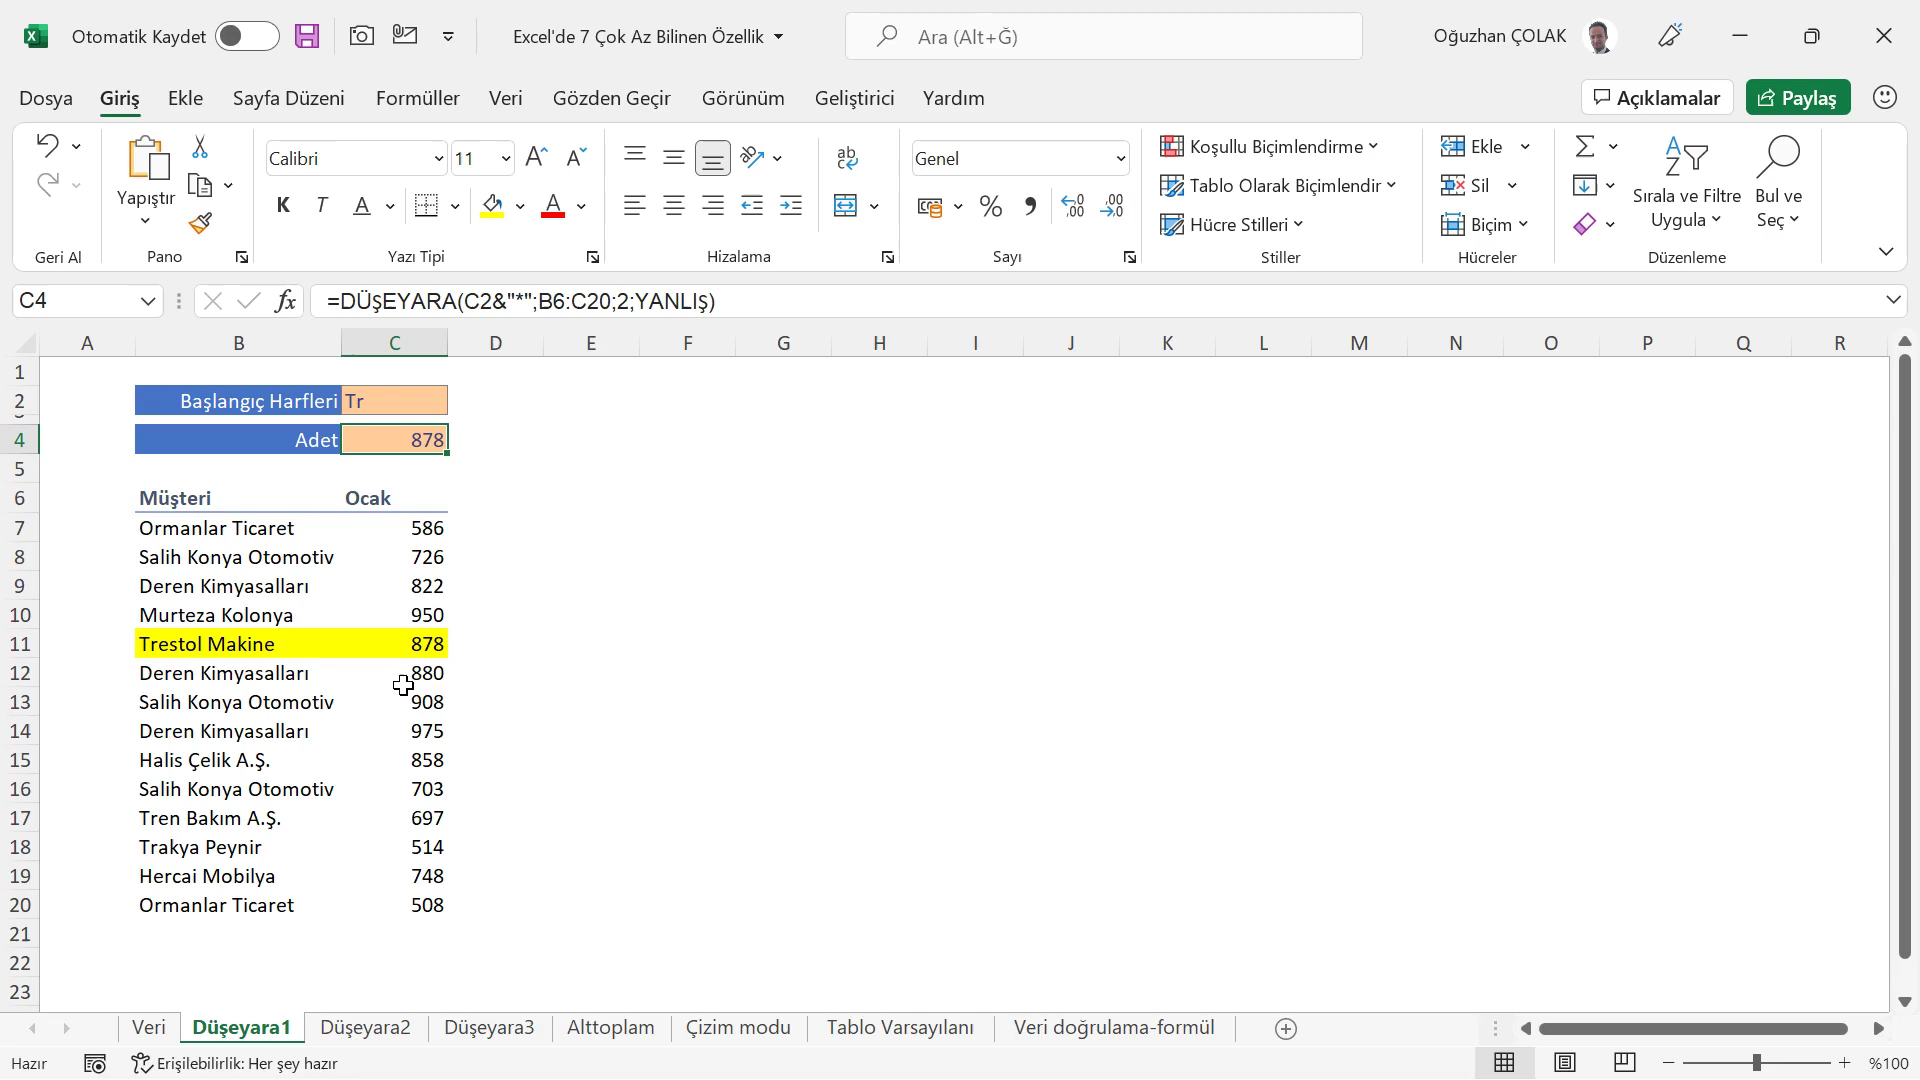 Otomatik Kaydet
Excel'de 7 Çok Az Bilinen Özellik
Ara (Alt+Ğ)
Oğuzhan ÇOLAK
Dosya Giriş Ekle Sayfa Düzeni Formüller Veri Gözden Geçir Görünüm Geliştirici Yardım
Açıklamalar
Paylaş
Yapıştır
Calibri 11
K T A
Genel
Koşullu Biçimlendirme
Tablo Olarak Biçimlendir
Hücre Stilleri
Ekle
Sil
Biçim
Sırala ve Filtre
Uygula
Bul ve
Seç
Geri Al Pano Yazı Tipi Hizalama Sayı Stiller Hücreler Düzenleme
C4 fx =DÜşEYARA(C2&"*";B6:C20;2;YANLIş)
A B C D E F G H I J K L M N O P Q R
1
2 Başlangıç Harfleri Tr
4 Adet 878
5
6 Müşteri Ocak
7 Ormanlar Ticaret 586
8 Salih Konya Otomotiv 726
9 Deren Kimyasalları 822
10 Murteza Kolonya 950
11 Trestol Makine 878
12 Deren Kimyasalları 880
13 Salih Konya Otomotiv 908
14 Deren Kimyasalları 975
15 Halis Çelik A.Ş. 858
16 Salih Konya Otomotiv 703
17 Tren Bakım A.Ş. 697
18 Trakya Peynir 514
19 Hercai Mobilya 748
20 Ormanlar Ticaret 508
21
22
23
Veri Düşeyara1 Düşeyara2 Düşeyara3 Alttoplam Çizim modu Tablo Varsayılanı Veri doğrulama-formül
Hazır Erişilebilirlik: Her şey hazır %100